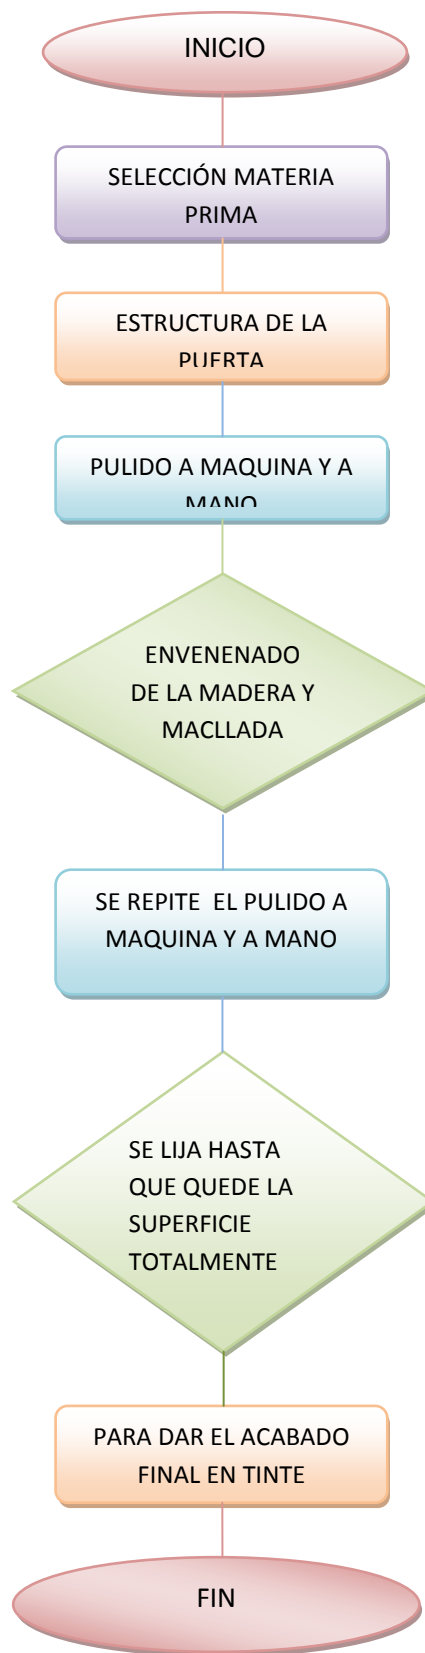 INICIO
SELECCIÓN MATERIA
PRIMA
ESTRUCTURA DE LA
PUERTA
PULIDO A MAQUINA Y A
MANO
ENVENENADO
DE LA MADERA Y
MACLLADA
SE REPITE EL PULIDO A
MAQUINA Y A MANO
SE LIJA HASTA
QUE QUEDE LA
SUPERFICIE
TOTALMENTE
PARA DAR EL ACABADO
FINAL EN TINTE
FIN